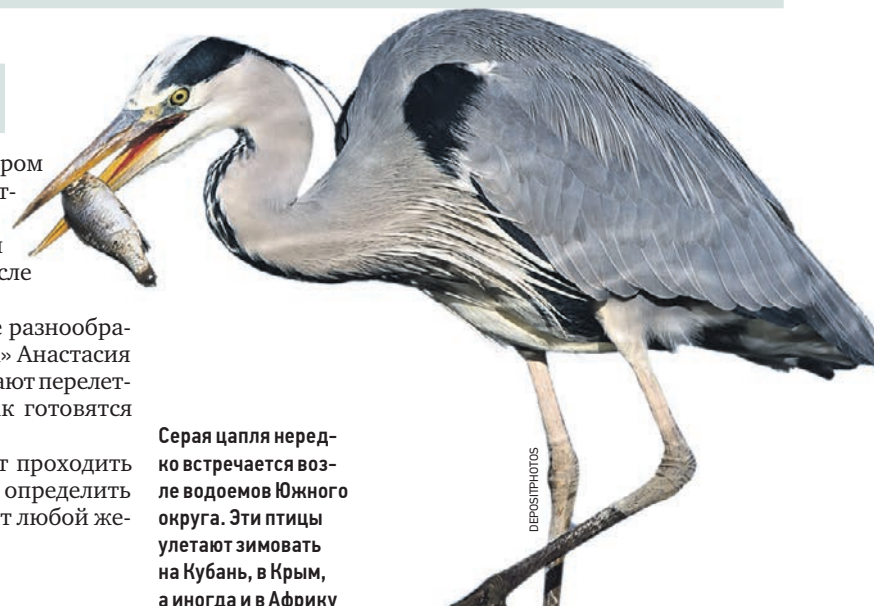 ром
т-
сле
е разнообра-
» Анастасия
ают перелет-
к готовятся
т проходить
определить
т любой же-
Серая цапля неред-
ко встречается воз-
ле водоемов Южного
округа. Эти птицы
улетают зимовать
на Кубань, в Крым,
а иногда и в Африку
DEPOSITPHOTOS